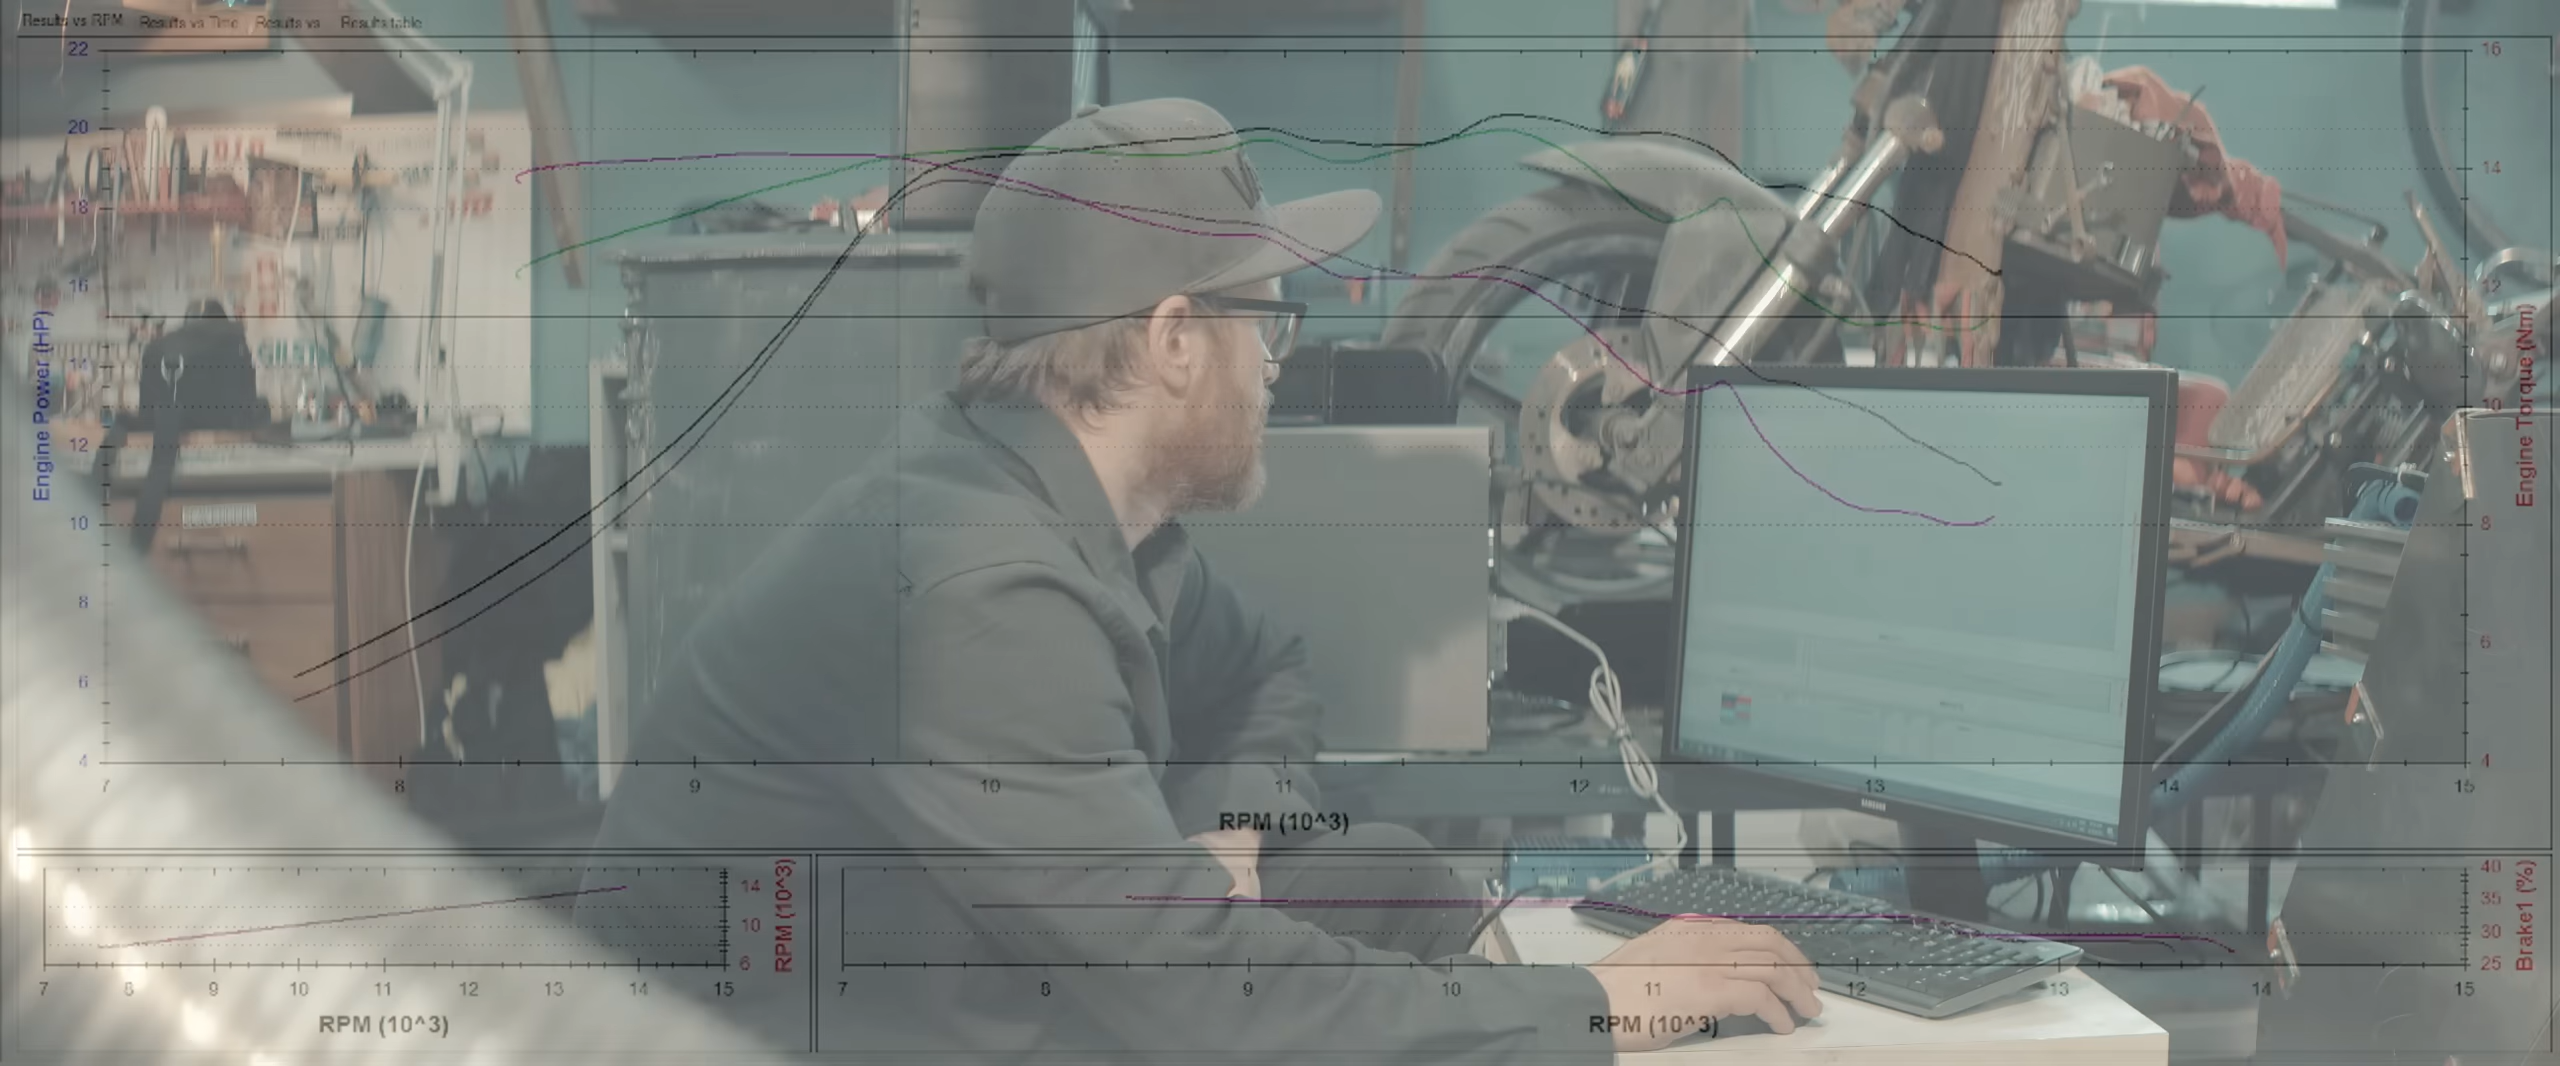 Results vs RPM Results vs Time Results vs Results table
22 16
20
14
18
16
12
14
10
12
10 8
8
6
6
4 4
Engine Power (HP)
Engine Torque (Nm)
7 8 9 10 11 12 13 14 15
RPM (10^3)
14
10
6
RPM (10^3)
7 8 9 10 11 12 13 14 15
RPM (10^3)
40
35
30
25
Brake1 (%)
7 8 9 10 11 12 13 14 15
RPM (10^3)
SAMSUNG